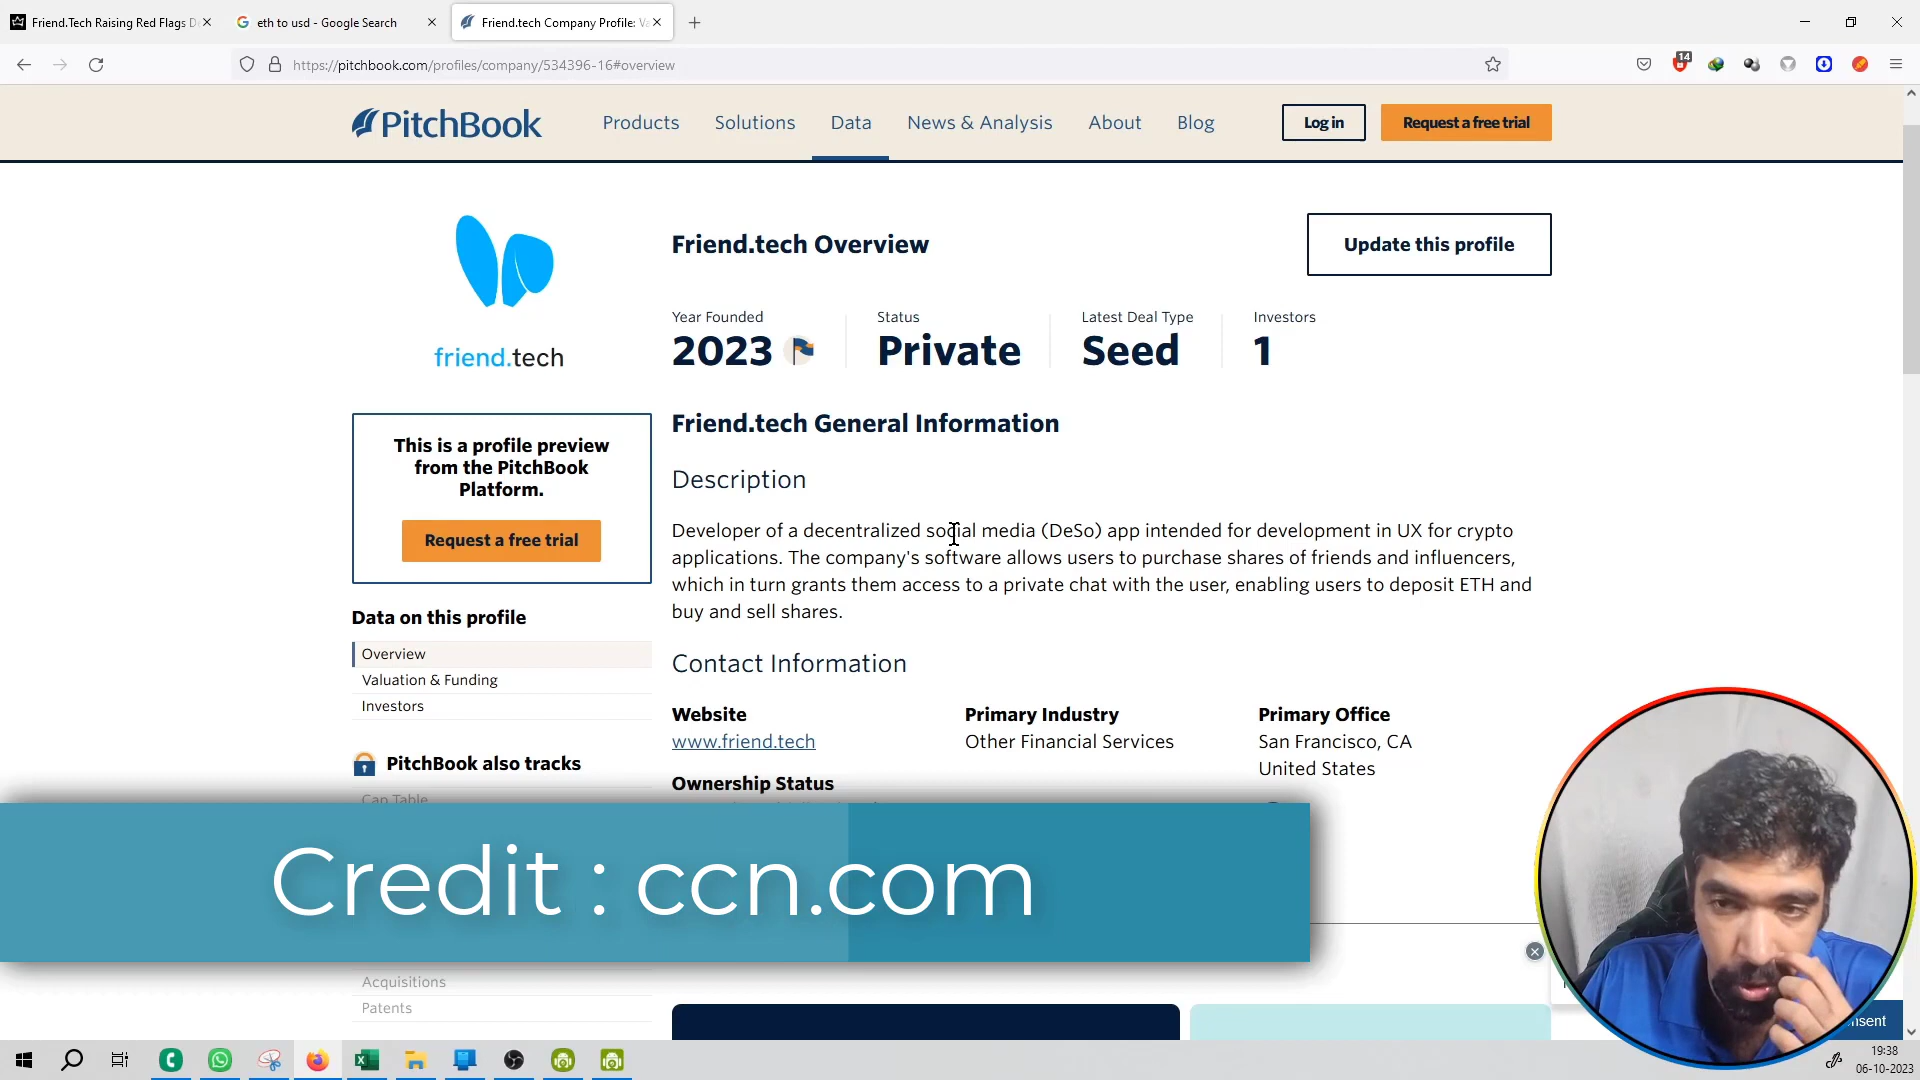 Friend.Tech Raising Red Flags
eth to usd - Google Search
Friend.tech Company Profile:
https://pitchbook.com/profiles/company/534396-16#overview
14
PitchBook
Products
Solutions
Data
News & Analysis
About
Blog
Log in
Request a free trial
friend.tech
Friend.tech Overview
Update this profile
Year Founded
2023
Status
Private
Latest Deal Type
Seed
Investors
1
This is a profile preview
from the PitchBook
Platform.
Request a free trial
Data on this profile
Overview
Valuation & Funding
Investors
PitchBook also tracks
Cap Table
Acquisitions
Patents
Friend.tech General Information
Description
Developer of a decentralized social media (DeSo) app intended for development in UX for crypto
applications. The company's software allows users to purchase shares of friends and influencers,
which in turn grants them access to a private chat with the user, enabling users to deposit ETH and
buy and sell shares.
Contact Information
Website
www.friend.tech
Primary Industry
Other Financial Services
Primary Office
San Francisco, CA
United States
Ownership Status
Credit : ccn.com
19:38
06-10-2023